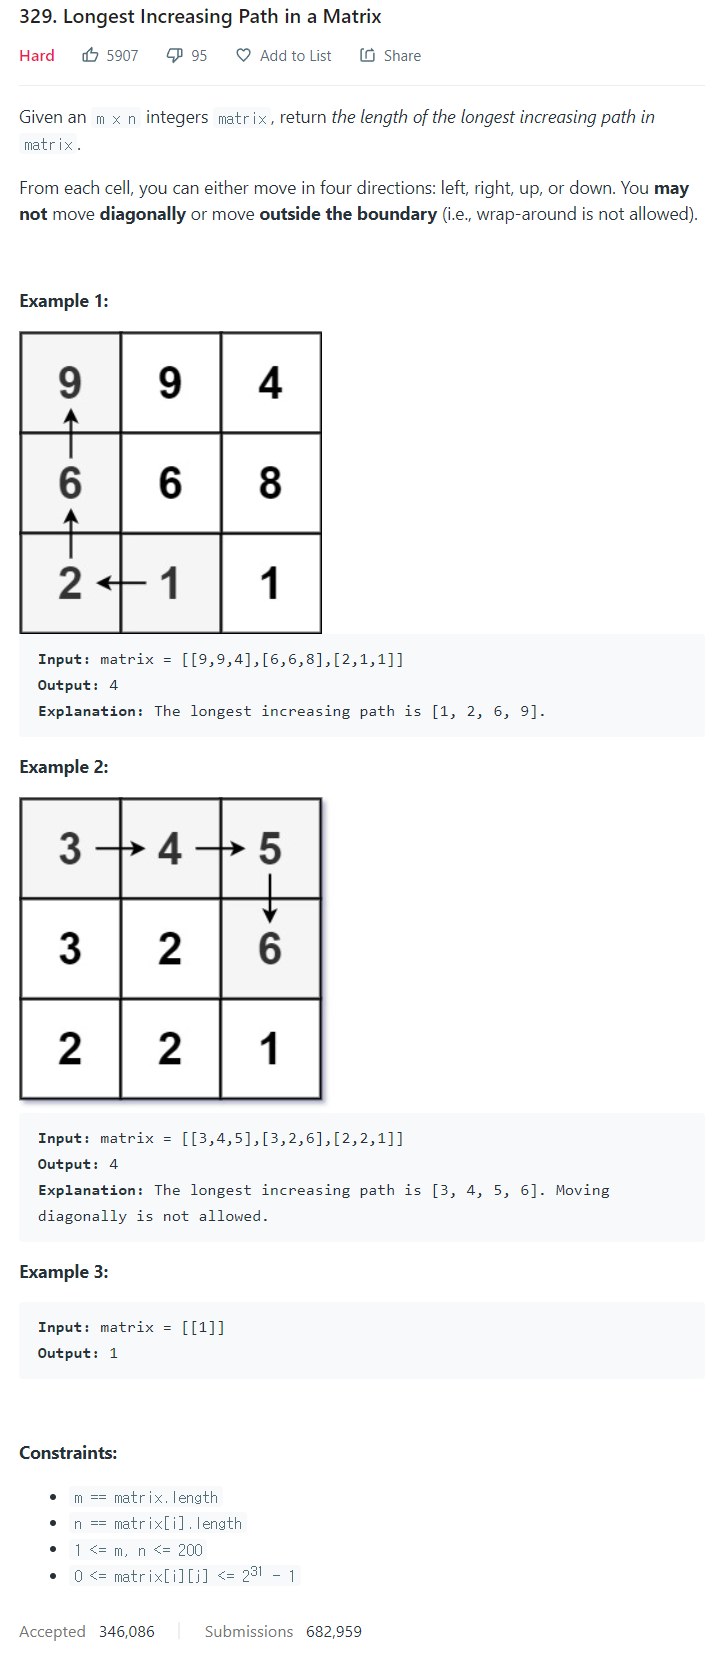 329. Longest Increasing Path in a Matrix
Hard 5907 95 Add to List Share
Given an m x n integers matrix, return the length of the longest increasing path in
matrix.
From each cell, you can either move in four directions: left, right, up, or down. You may
not move diagonally or move outside the boundary (i.e., wrap-around is not allowed).
Example 1:
9 9 4
6 6 8
2 1 1
Input: matrix = [[9,9,4],[6,6,8],[2,1,1]]
Output: 4
Explanation: The longest increasing path is [1, 2, 6, 9].
Example 2:
3 4 5
3 2 6
2 2 1
Input: matrix = [[3,4,5],[3,2,6],[2,2,1]]
Output: 4
Explanation: The longest increasing path is [3, 4, 5, 6]. Moving
diagonally is not allowed.
Example 3:
Input: matrix = [[1]]
Output: 1
Constraints:
• m == matrix.length
• n == matrix[i].length
• 1 <= m, n <= 200
• 0 <= matrix[i][j] <= 2³¹ - 1
Accepted 346,086 Submissions 682,959